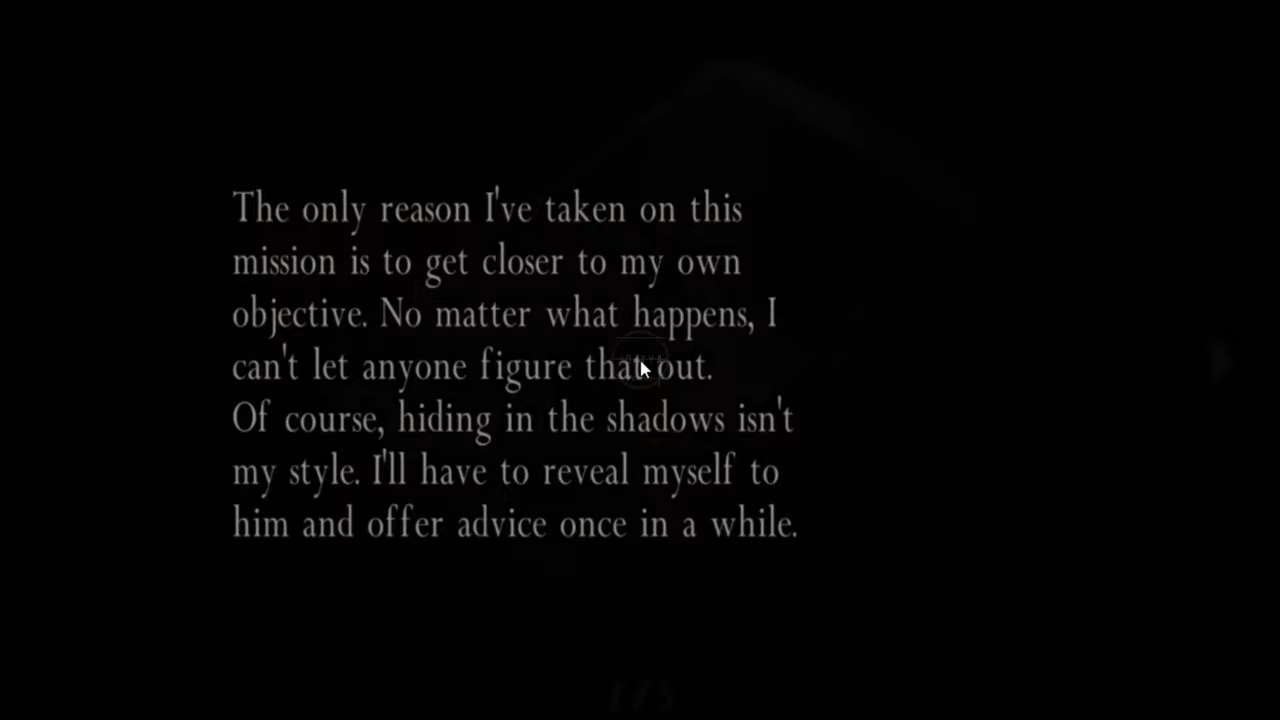 The only reason I've taken on this
mission is to get closer to my own
objective. No matter what happens, I
can't let anyone figure that out.
Of course, hiding in the shadows isn't
my style. I'll have to reveal myself to
him and offer advice once in a while.